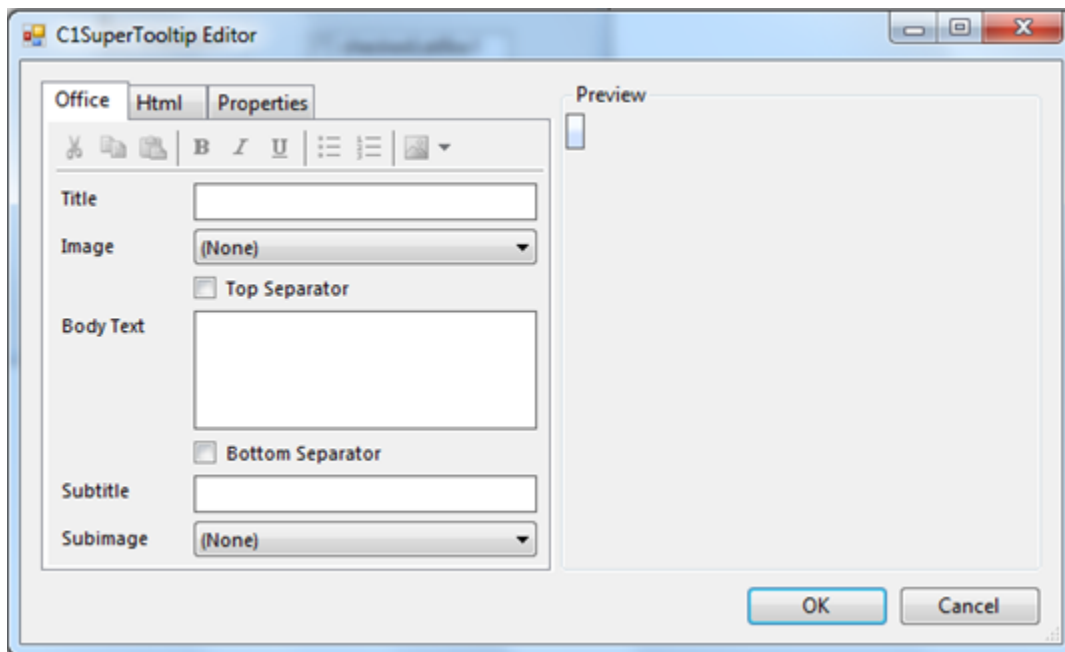 C1SuperTooltip Editor
Office Html Properties
Preview
B I U
Title
Image (None)
Top Separator
Body Text
Bottom Separator
Subtitle
Subimage (None)
OK Cancel